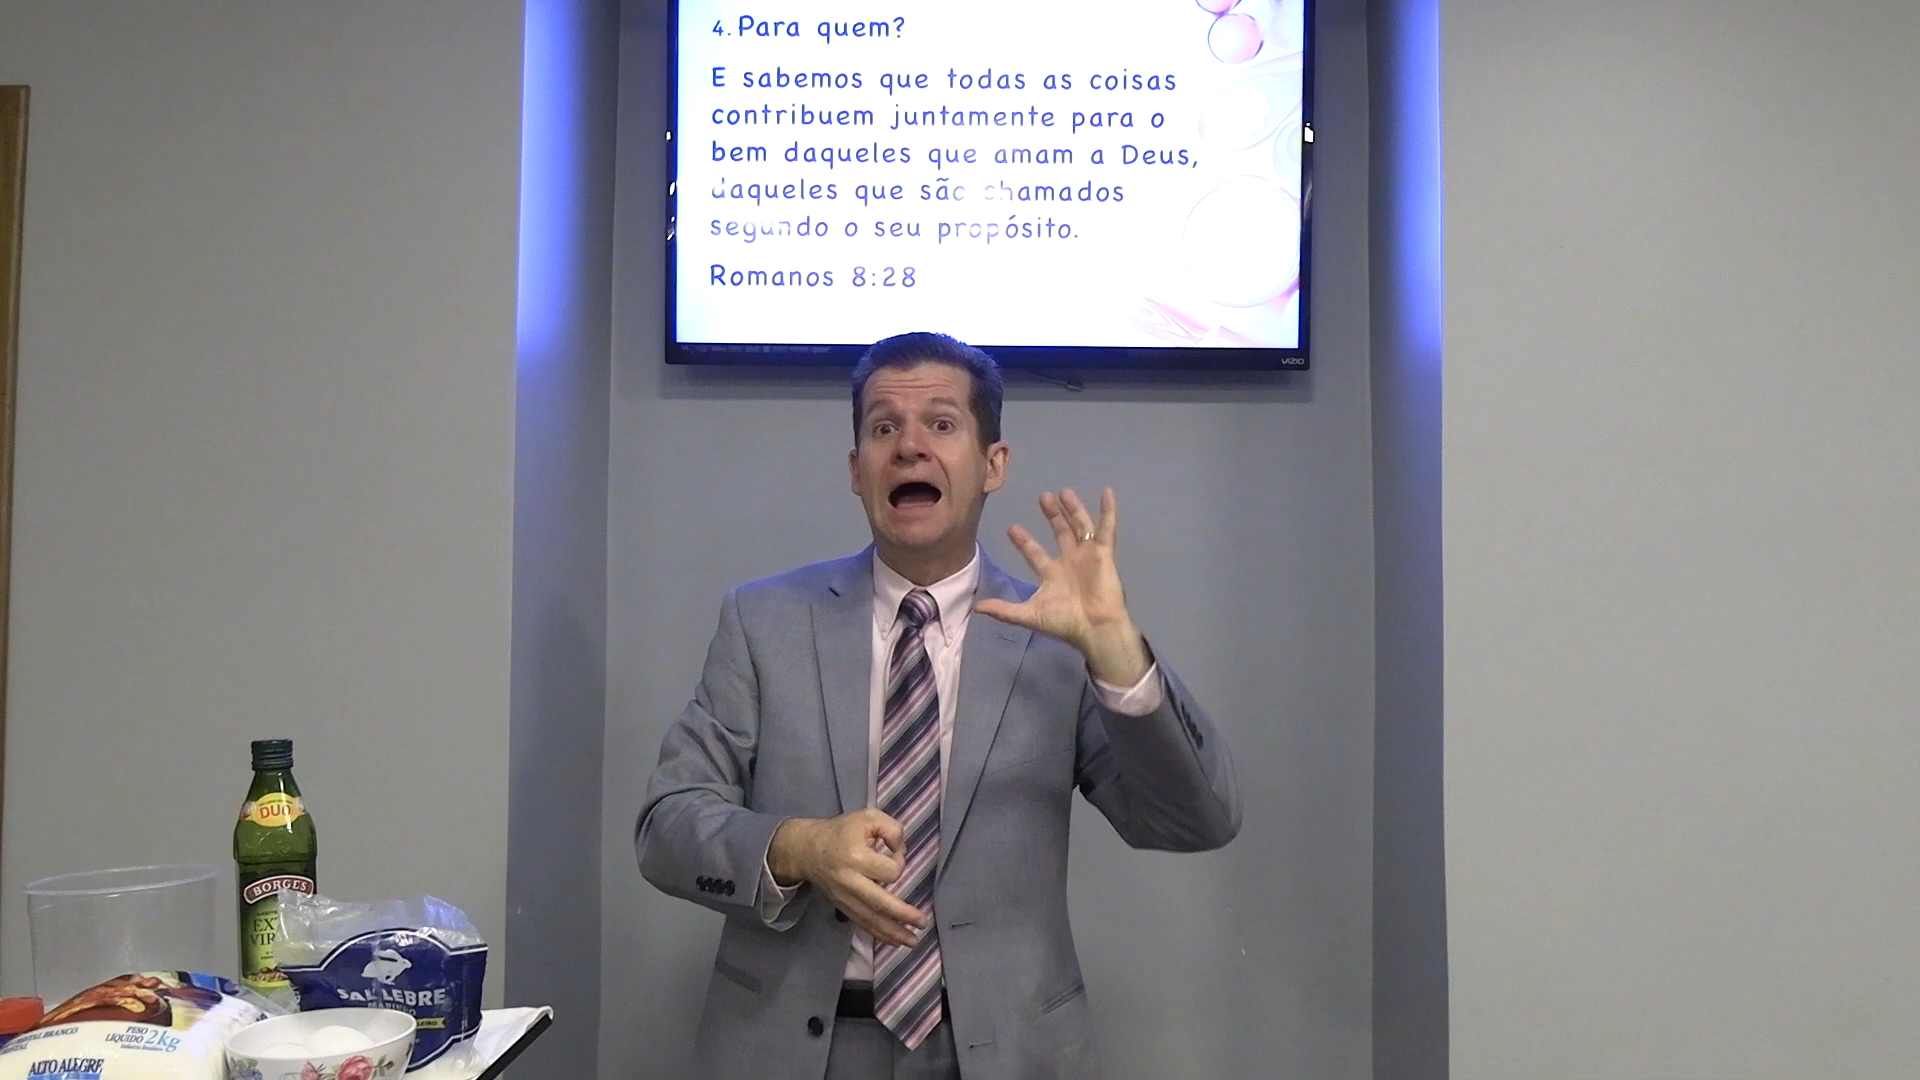 4. Para quem?
E sabemos que todas as coisas
contribuem juntamente para o
bem daqueles que amam a Deus,
daqueles que são chamados
segundo o seu propósito.
Romanos 8:28
VIZIO
DUO
BORGES
SAL LEBRE
MARINHO
PESO
LÍQUIDO 2kg
ALTO ALEGRE